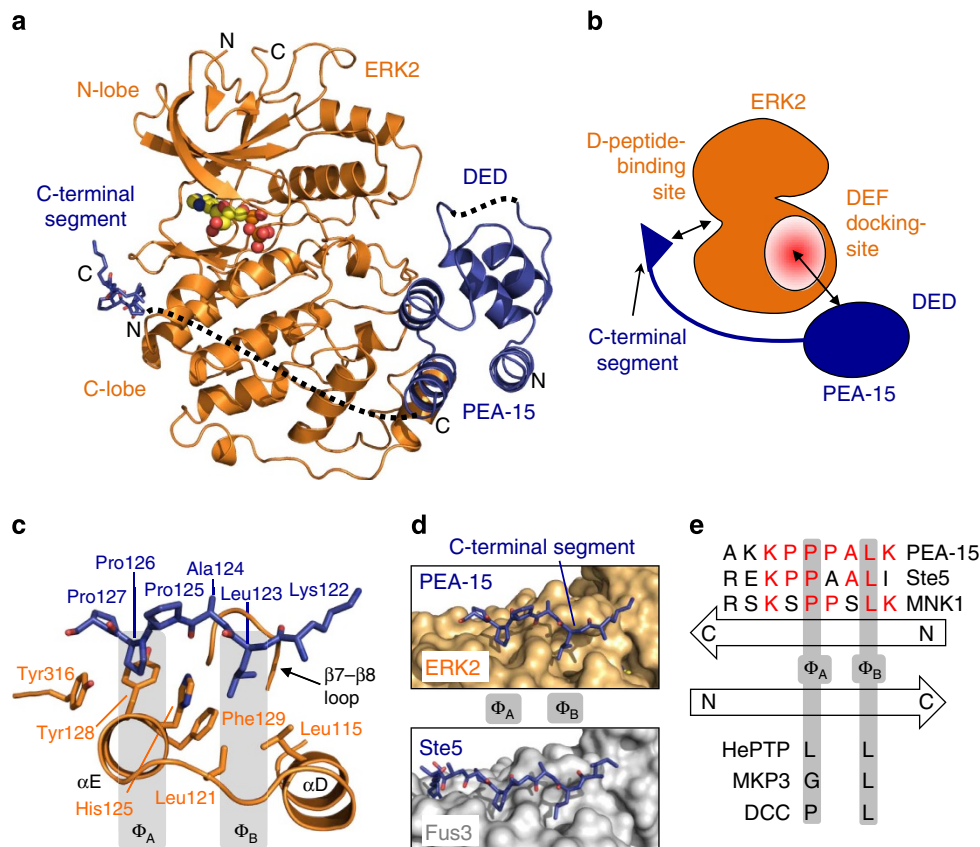 a
N
C
ERK2
N-lobe
C-terminal
segment
DED
C
N
C-lobe
N
PEA-15
C
b
ERK2
D-peptide-
binding
site
DEF
docking-
site
DED
C-terminal
segment
PEA-15
c
Pro126
Pro127
Pro125
Ala124
Leu123
Lys122
β7–β8
loop
Tyr316
Tyr128
Phe129
Leu115
αE
His125
Leu121
αD
ΦA
ΦB
d
C-terminal segment
PEA-15
ERK2
ΦA
ΦB
Ste5
Fus3
e
A K K P P P A L K PEA-15
R E K P P A A L I Ste5
R S K S P P S L K MNK1
C N
ΦA ΦB
N C
HePTP L L
MKP3 G L
DCC P L